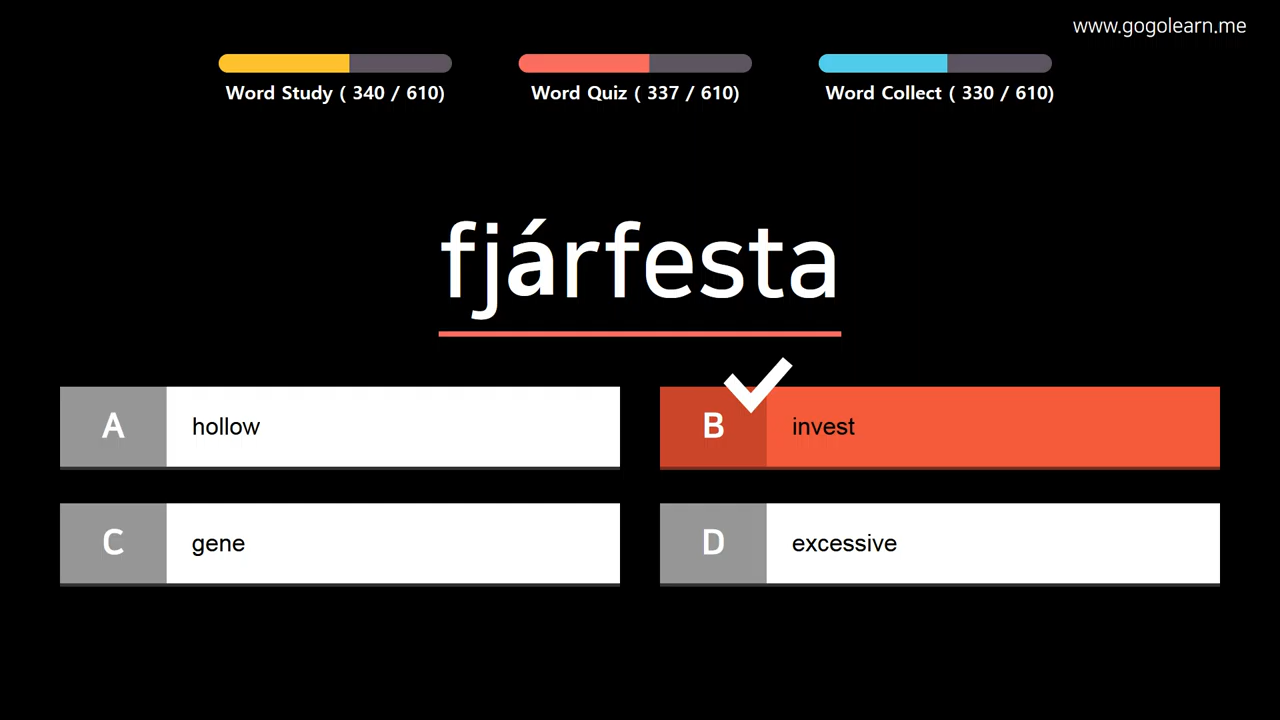 www.gogolearn.me
Word Study ( 340 / 610)
Word Quiz ( 337 / 610)
Word Collect ( 330 / 610)
fjárfesta
A hollow
B invest
C gene
D excessive